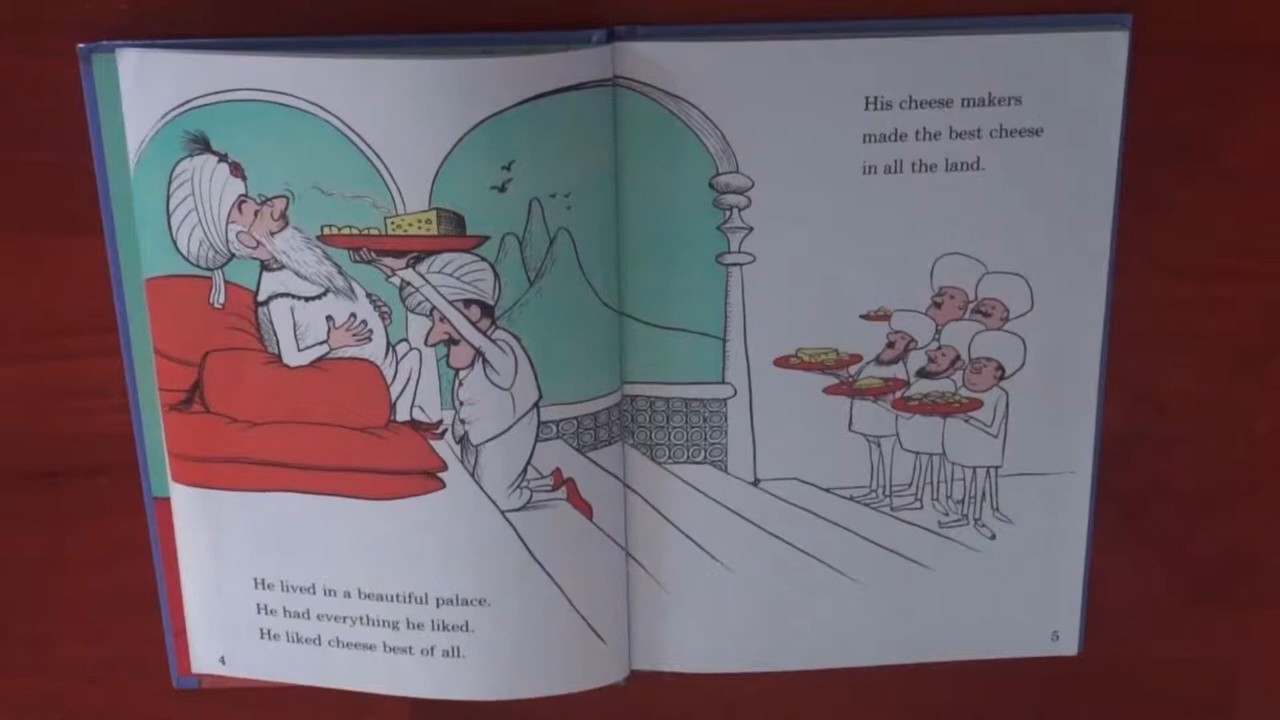 He lived in a beautiful palace.
He had everything he liked.
He liked cheese best of all.
4
His cheese makers
made the best cheese
in all the land.
5